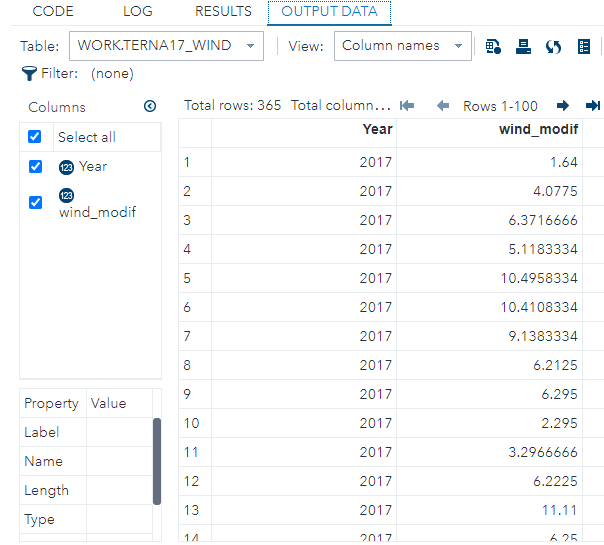 CODE LOG RESULTS OUTPUT DATA
Table: WORK.TERNA17_WIND View: Column names
Filter: (none)
Columns Total rows: 365 Total column... Rows 1-100
Select all Year wind_modif
123 Year
123
wind_modif
1 2017 1.64
2 2017 4.0775
3 2017 6.3716666
4 2017 5.1183334
5 2017 10.4958334
6 2017 10.4108334
7 2017 9.1383334
8 2017 6.2125
9 2017 6.295
10 2017 2.295
11 2017 3.2966666
12 2017 6.2225
13 2017 11.11
14 2017 6.25
Property Value
Label
Name
Length
Type